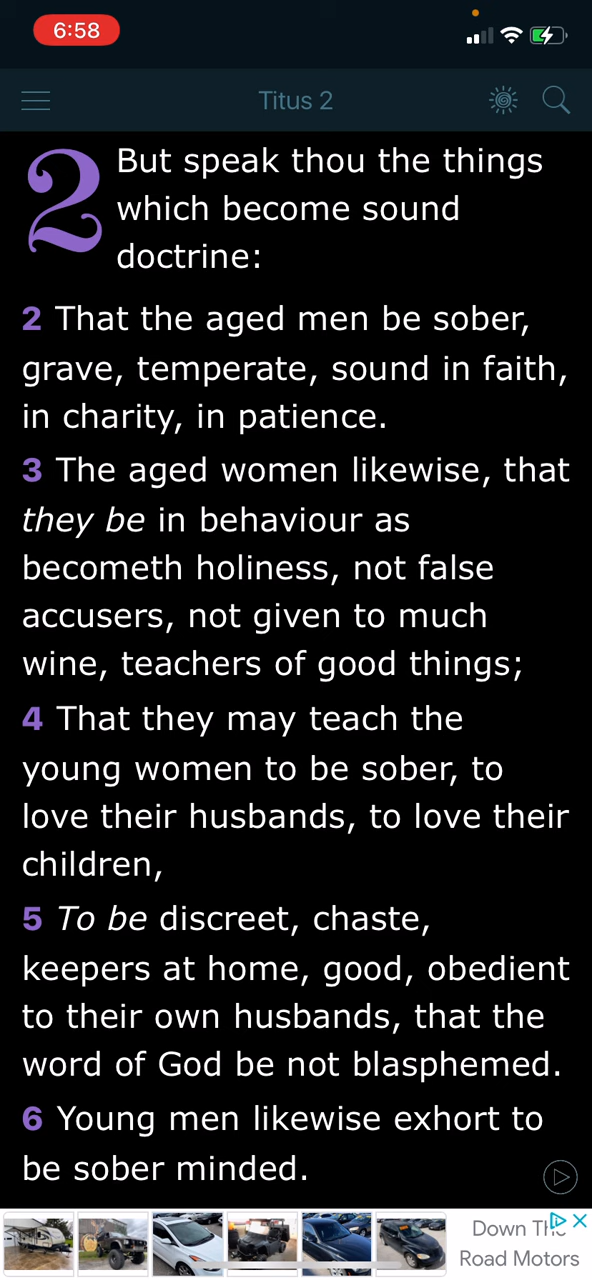 6:58
Titus 2
2 But speak thou the things
which become sound
doctrine:
2 That the aged men be sober,
grave, temperate, sound in faith,
in charity, in patience.
3 The aged women likewise, that
they be in behaviour as
becometh holiness, not false
accusers, not given to much
wine, teachers of good things;
4 That they may teach the
young women to be sober, to
love their husbands, to love their
children,
5 To be discreet, chaste,
keepers at home, good, obedient
to their own husbands, that the
word of God be not blasphemed.
6 Young men likewise exhort to
be sober minded.
Down The
Road Motors